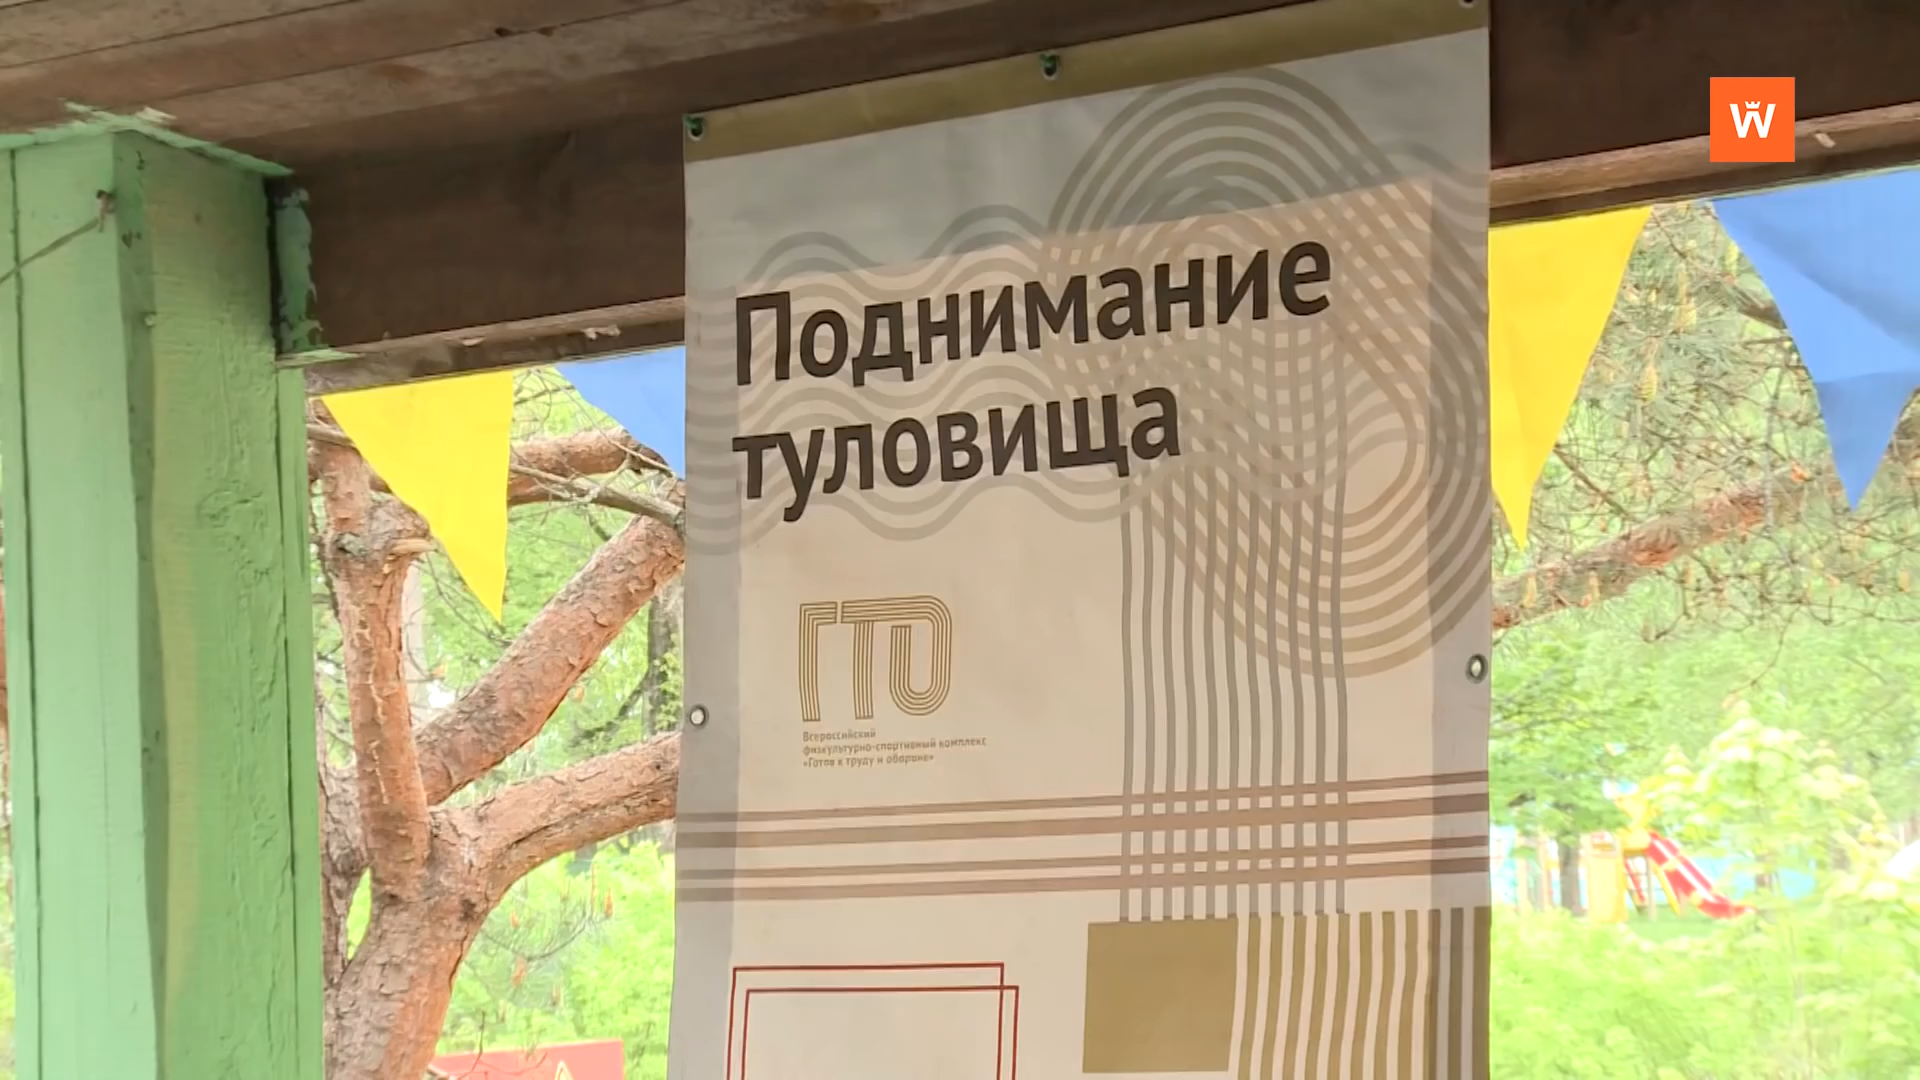 W
Поднимание
туловища
ГТО
Всероссийский
физкультурно-спортивный комплекс
«Готов к труду и обороне»